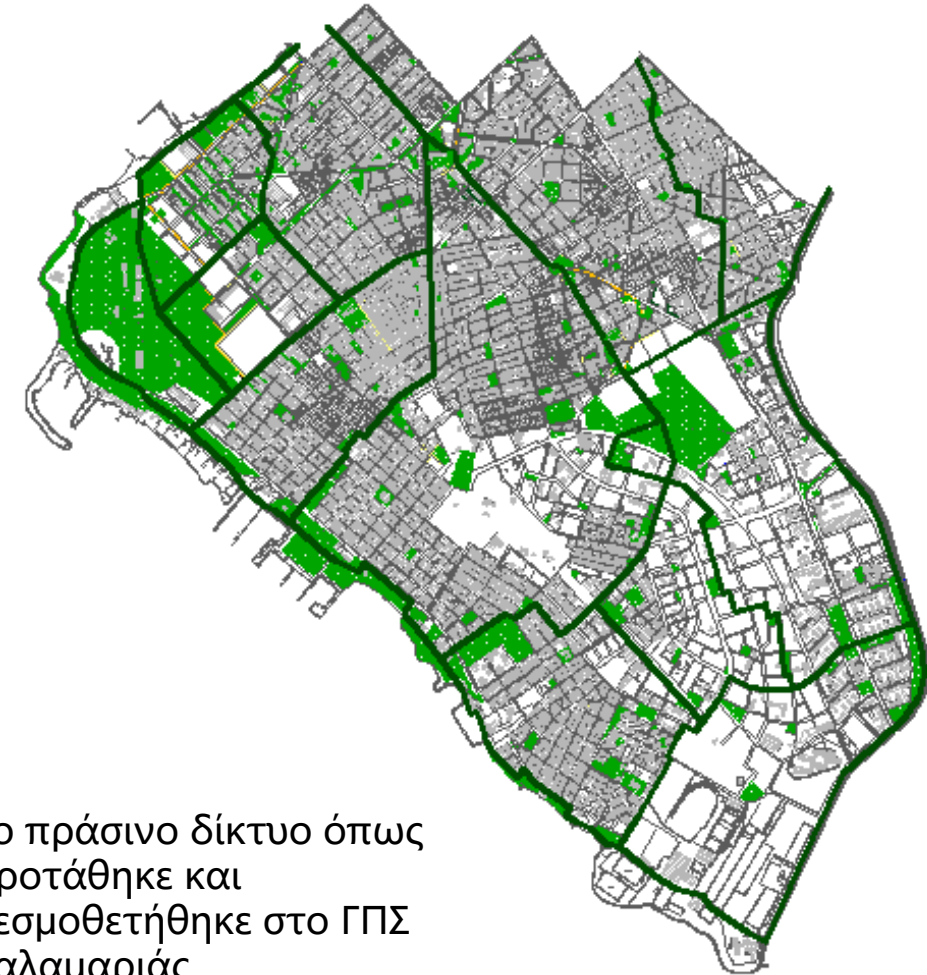 ο πράσινο δίκτυο όπως
ροτάθηκε και
εσμοθετήθηκε στο ΓΠΣ
αλαμαριάς